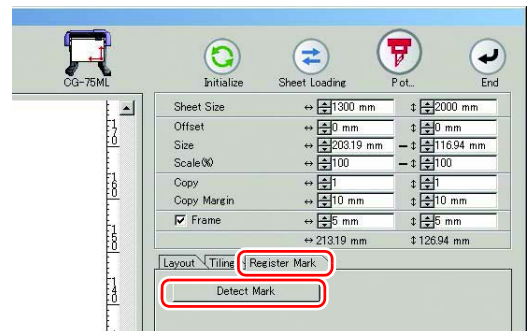 CG-75ML
Initialize
Sheet Loading
Plot...
End
Sheet Size ↔ 1300 mm ↕ 2000 mm
Offset ↔ 0 mm ↕ 0 mm
Size ↔ 203.19 mm – ↕ 116.94 mm
Scale(%) ↔ 100 – ↕ 100
Copy ↔ 1 ↕ 1
Copy Margin ↔ 10 mm ↕ 10 mm
Frame ↔ 5 mm ↕ 5 mm
↔ 213.19 mm ↕ 126.94 mm
Layout Tiling Register Mark
Detect Mark